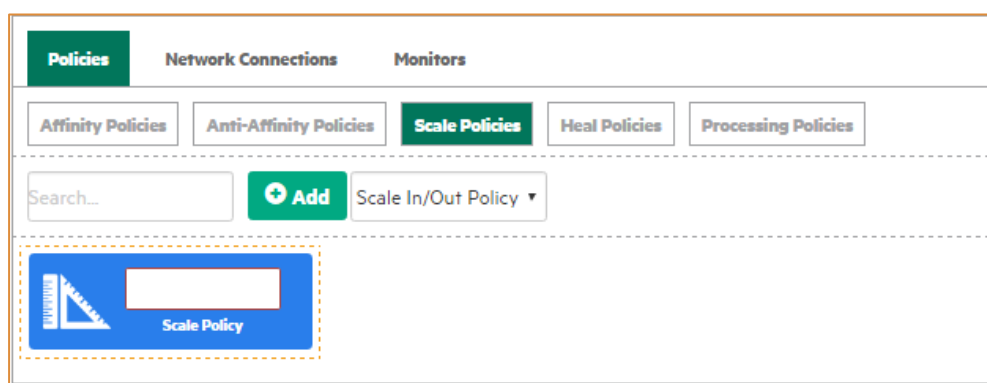 Policies Network Connections Monitors
Affinity Policies Anti-Affinity Policies Scale Policies Heal Policies Processing Policies
Search... Add Scale In/Out Policy
Scale Policy